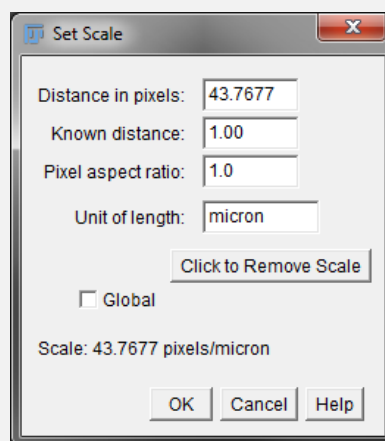 Set Scale
Distance in pixels: 43.7677
Known distance: 1.00
Pixel aspect ratio: 1.0
Unit of length: micron
Click to Remove Scale
Global
Scale: 43.7677 pixels/micron
OK Cancel Help